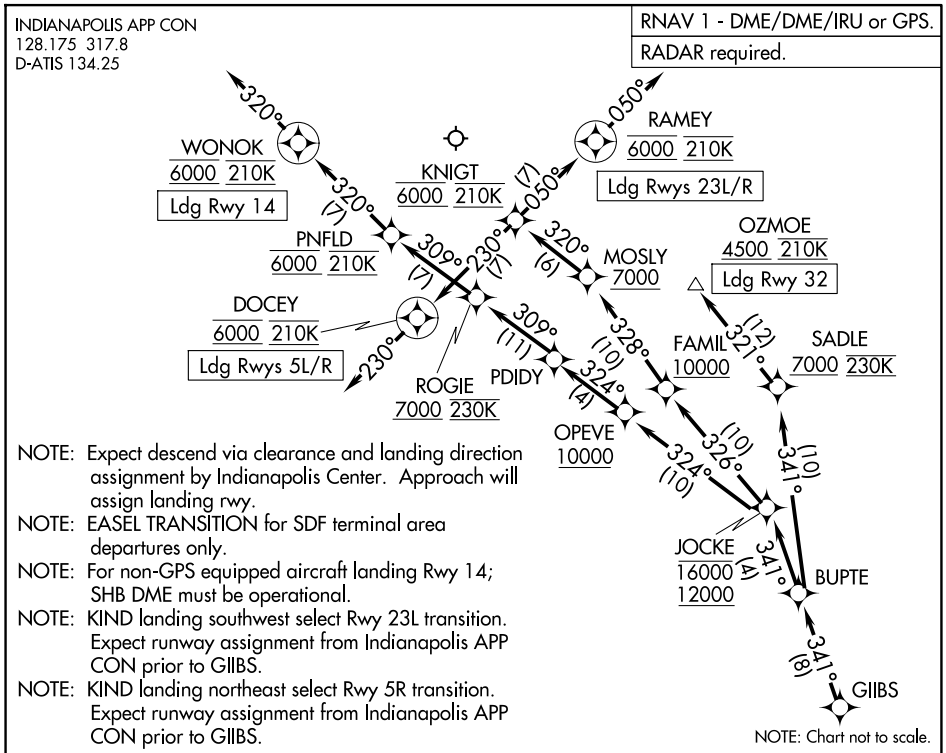 INDIANAPOLIS APP CON
128.175 317.8
D-ATIS 134.25
RNAV 1 - DME/DME/IRU or GPS.
RADAR required.
320°
WONOK
6000 210K
Ldg Rwy 14
320°
(7)
PNFLD
6000 210K
309°
(7)
KNIGT
6000 210K
050°
RAMEY
6000 210K
Ldg Rwys 23L/R
(7)
050°
230°
(7)
320°
(6)
MOSLY
7000
OZMOE
4500 210K
Ldg Rwy 32
DOCEY
6000 210K
Ldg Rwys 5L/R
230°
ROGIE
7000 230K
309°
(11)
PDIDY
324°
(4)
OPEVE
10000
328°
(10)
FAMIL
10000
(12)
321°
SADLE
7000 230K
326°
(10)
324°
(10)
341°
(10)
JOCKE
16000
12000
341°
(4)
BUPTE
341°
(8)
GIIBS
NOTE: Expect descend via clearance and landing direction
assignment by Indianapolis Center. Approach will
assign landing rwy.
NOTE: EASEL TRANSITION for SDF terminal area
departures only.
NOTE: For non-GPS equipped aircraft landing Rwy 14;
SHB DME must be operational.
NOTE: KIND landing southwest select Rwy 23L transition.
Expect runway assignment from Indianapolis APP
CON prior to GIIBS.
NOTE: KIND landing northeast select Rwy 5R transition.
Expect runway assignment from Indianapolis APP
CON prior to GIIBS.
NOTE: Chart not to scale.